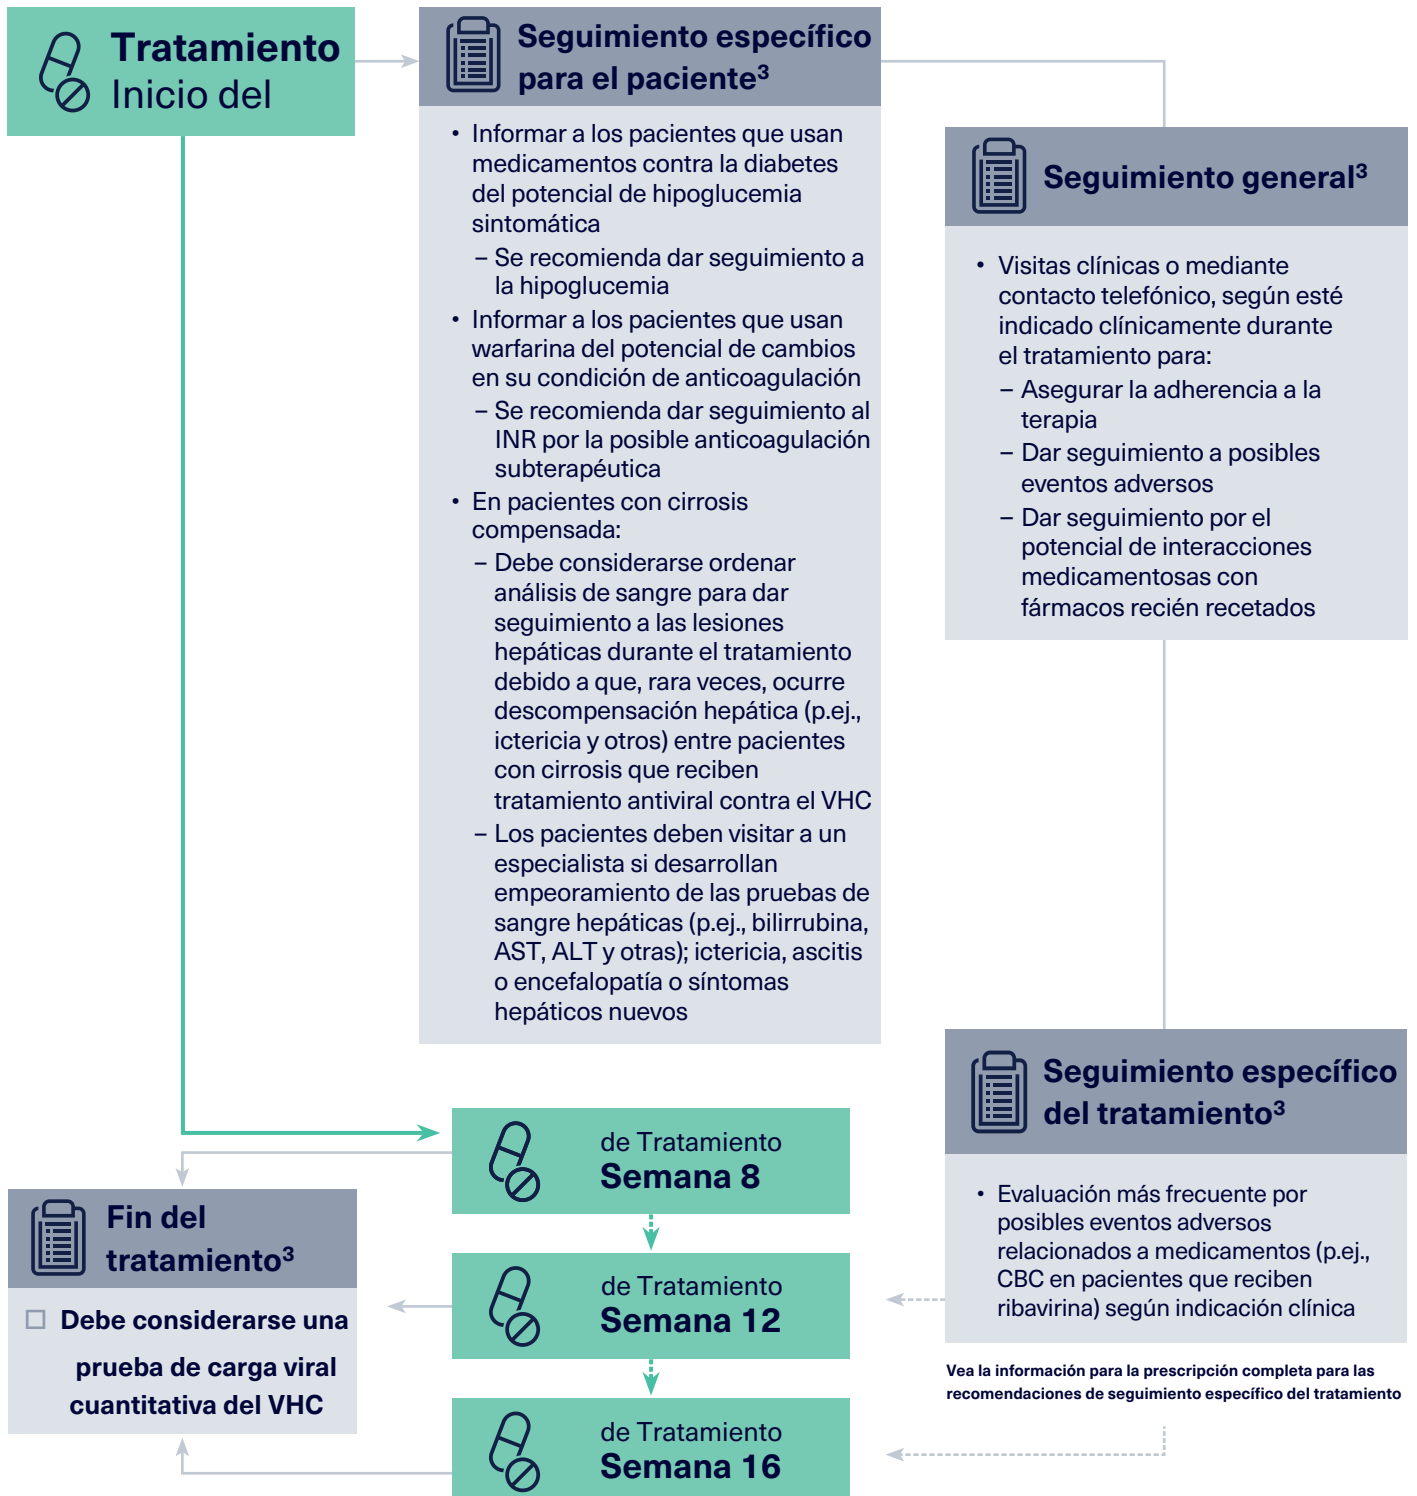 Tratamiento
Inicio del
Seguimiento específico
para el paciente³
• Informar a los pacientes que usan
medicamentos contra la diabetes
del potencial de hipoglucemia
sintomática
– Se recomienda dar seguimiento a
la hipoglucemia
• Informar a los pacientes que usan
warfarina del potencial de cambios
en su condición de anticoagulación
– Se recomienda dar seguimiento al
INR por la posible anticoagulación
subterapéutica
• En pacientes con cirrosis
compensada:
– Debe considerarse ordenar
análisis de sangre para dar
seguimiento a las lesiones
hepáticas durante el tratamiento
debido a que, rara veces, ocurre
descompensación hepática (p.ej.,
ictericia y otros) entre pacientes
con cirrosis que reciben
tratamiento antiviral contra el VHC
– Los pacientes deben visitar a un
especialista si desarrollan
empeoramiento de las pruebas de
sangre hepáticas (p.ej., bilirrubina,
AST, ALT y otras); ictericia, ascitis
o encefalopatía o síntomas
hepáticos nuevos
Seguimiento general³
• Visitas clínicas o mediante
contacto telefónico, según esté
indicado clínicamente durante
el tratamiento para:
– Asegurar la adherencia a la
terapia
– Dar seguimiento a posibles
eventos adversos
– Dar seguimiento por el
potencial de interacciones
medicamentosas con
fármacos recién recetados
Seguimiento específico
del tratamiento³
• Evaluación más frecuente por
posibles eventos adversos
relacionados a medicamentos (p.ej.,
CBC en pacientes que reciben
ribavirina) según indicación clínica
Vea la información para la prescripción completa para las
recomendaciones de seguimiento específico del tratamiento
de Tratamiento
Semana 8
de Tratamiento
Semana 12
de Tratamiento
Semana 16
Fin del
tratamiento³
☐ Debe considerarse una
prueba de carga viral
cuantitativa del VHC